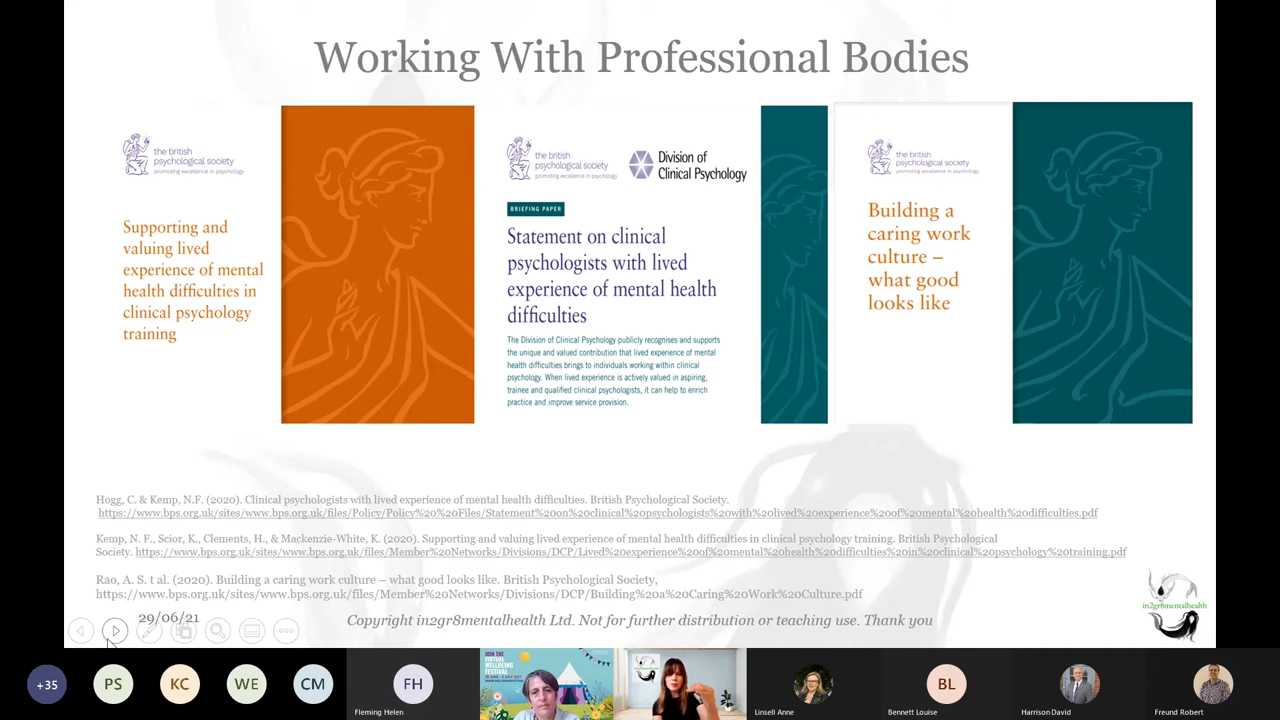 Working With Professional Bodies
the british
psychological society
promoting excellence in psychology
Supporting and
valuing lived
experience of mental
health difficulties in
clinical psychology
training
the british
psychological society
promoting excellence in psychology
Division of
Clinical Psychology
BRIEFING PAPER
Statement on clinical
psychologists with lived
experience of mental health
difficulties
The Division of Clinical Psychology publicly recognises and supports
the unique and valued contribution that lived experience of mental
health difficulties brings to individuals working within clinical
psychology. When lived experience is actively valued in aspiring,
trainee and qualified clinical psychologists, it can help to enrich
practice and improve service provision.
the british
psychological society
promoting excellence in psychology
Building a
caring work
culture –
what good
looks like
Hogg, C. & Kemp, N.F. (2020). Clinical psychologists with lived experience of mental health difficulties. British Psychological Society.
https://www.bps.org.uk/sites/www.bps.org.uk/files/Policy/Policy%20%20Files/Statement%20on%20clinical%20psychologists%20with%20lived%20experience%20of%20mental%20health%20difficulties.pdf
Kemp, N. F., Scior, K., Clements, H., & Mackenzie-White, K. (2020). Supporting and valuing lived experience of mental health difficulties in clinical psychology training. British Psychological
Society. https://www.bps.org.uk/sites/www.bps.org.uk/files/Member%20Networks/Divisions/DCP/Lived%20experience%20of%20mental%20health%20difficulties%20in%20clinical%20psychology%20training.pdf
Rao, A. S. t al. (2020). Building a caring work culture – what good looks like. British Psychological Society,
https://www.bps.org.uk/sites/www.bps.org.uk/files/Member%20Networks/Divisions/DCP/Building%20a%20Caring%20Work%20Culture.pdf
29/06/21
Copyright in2gr8mentalhealth Ltd. Not for further distribution or teaching use. Thank you
in2gr8mentalhealth
+35
PS
KC
WE
CM
FH
Fleming Helen
JOIN THE
VIRTUAL
WELLBEING
FESTIVAL
Linsell Anne
BL
Bennett Louise
Harrison David
Freund Robert